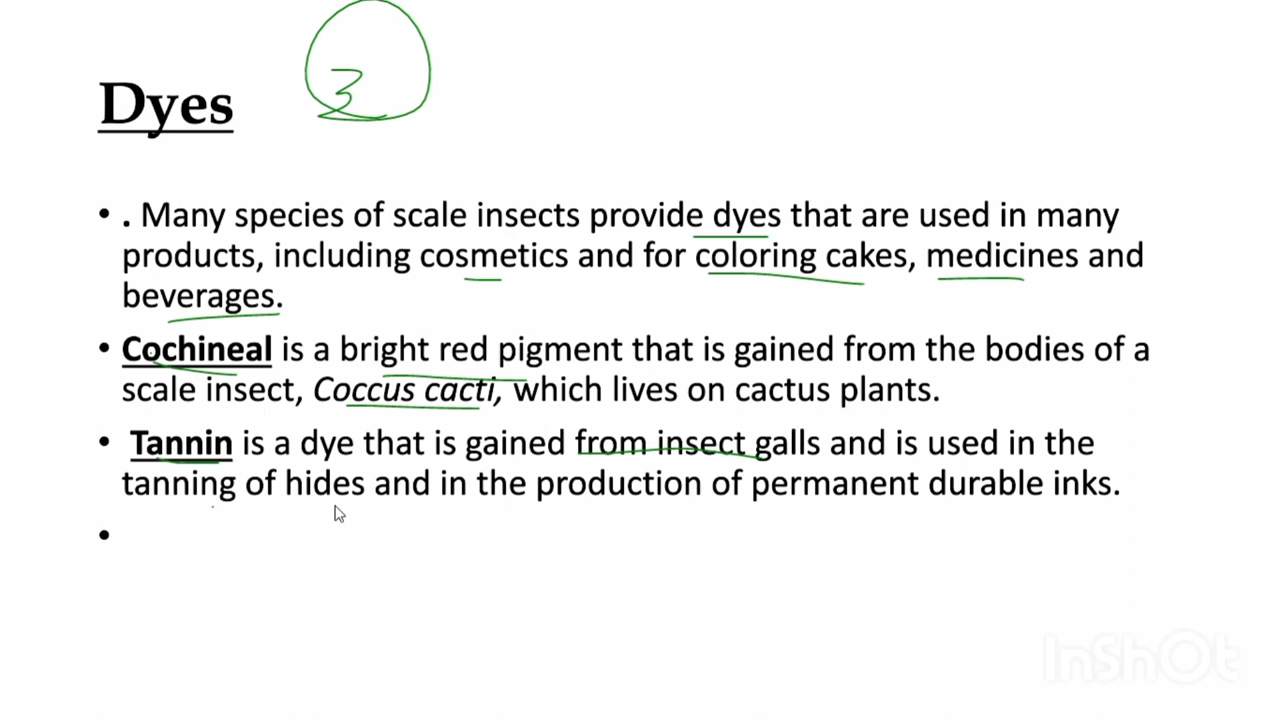 3
Dyes
• . Many species of scale insects provide dyes that are used in many
products, including cosmetics and for coloring cakes, medicines and
beverages.
• Cochineal is a bright red pigment that is gained from the bodies of a
scale insect, Coccus cacti, which lives on cactus plants.
• Tannin is a dye that is gained from insect galls and is used in the
tanning of hides and in the production of permanent durable inks.
•
InShOt